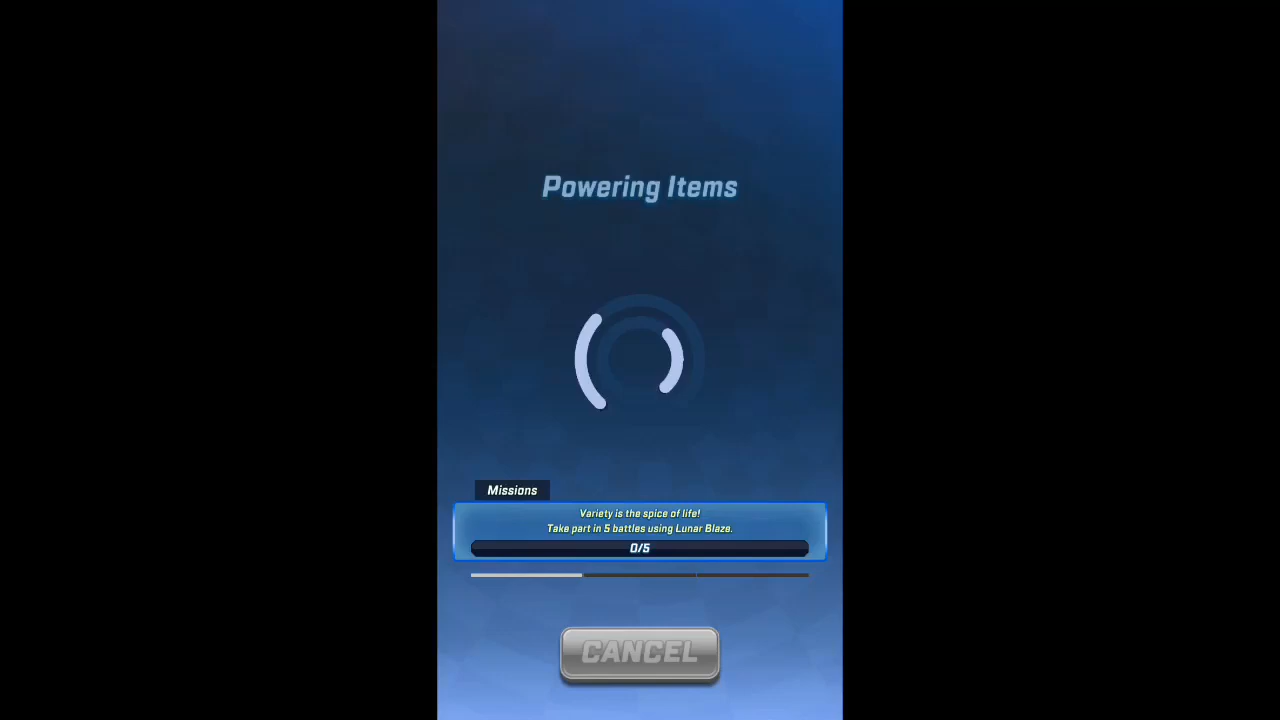 Powering Items
Missions
Variety is the spice of life!
Take part in 5 battles using Lunar Blaze.
0/5
CANCEL